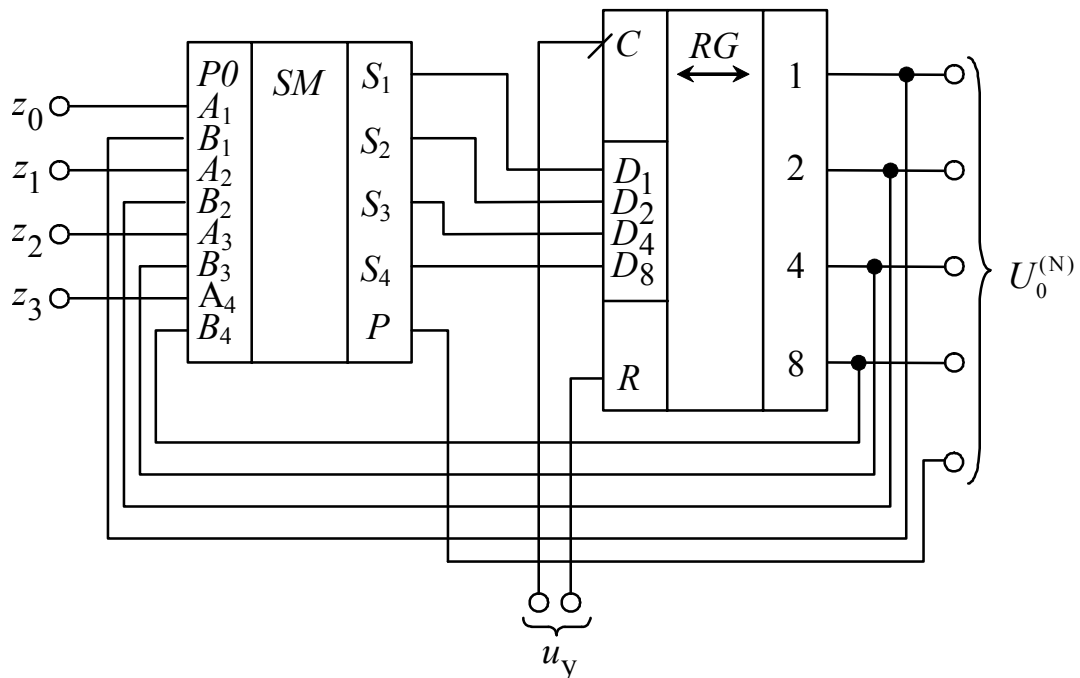 P0
A₁
B₁
A₂
B₂
A₃
B₃
A₄
B₄
SM
S₁
S₂
S₃
S₄
P
z₀
z₁
z₂
z₃
C
D₁
D₂
D₄
D₈
R
RG
1
2
4
8
U₀⁽ᴺ⁾
uу